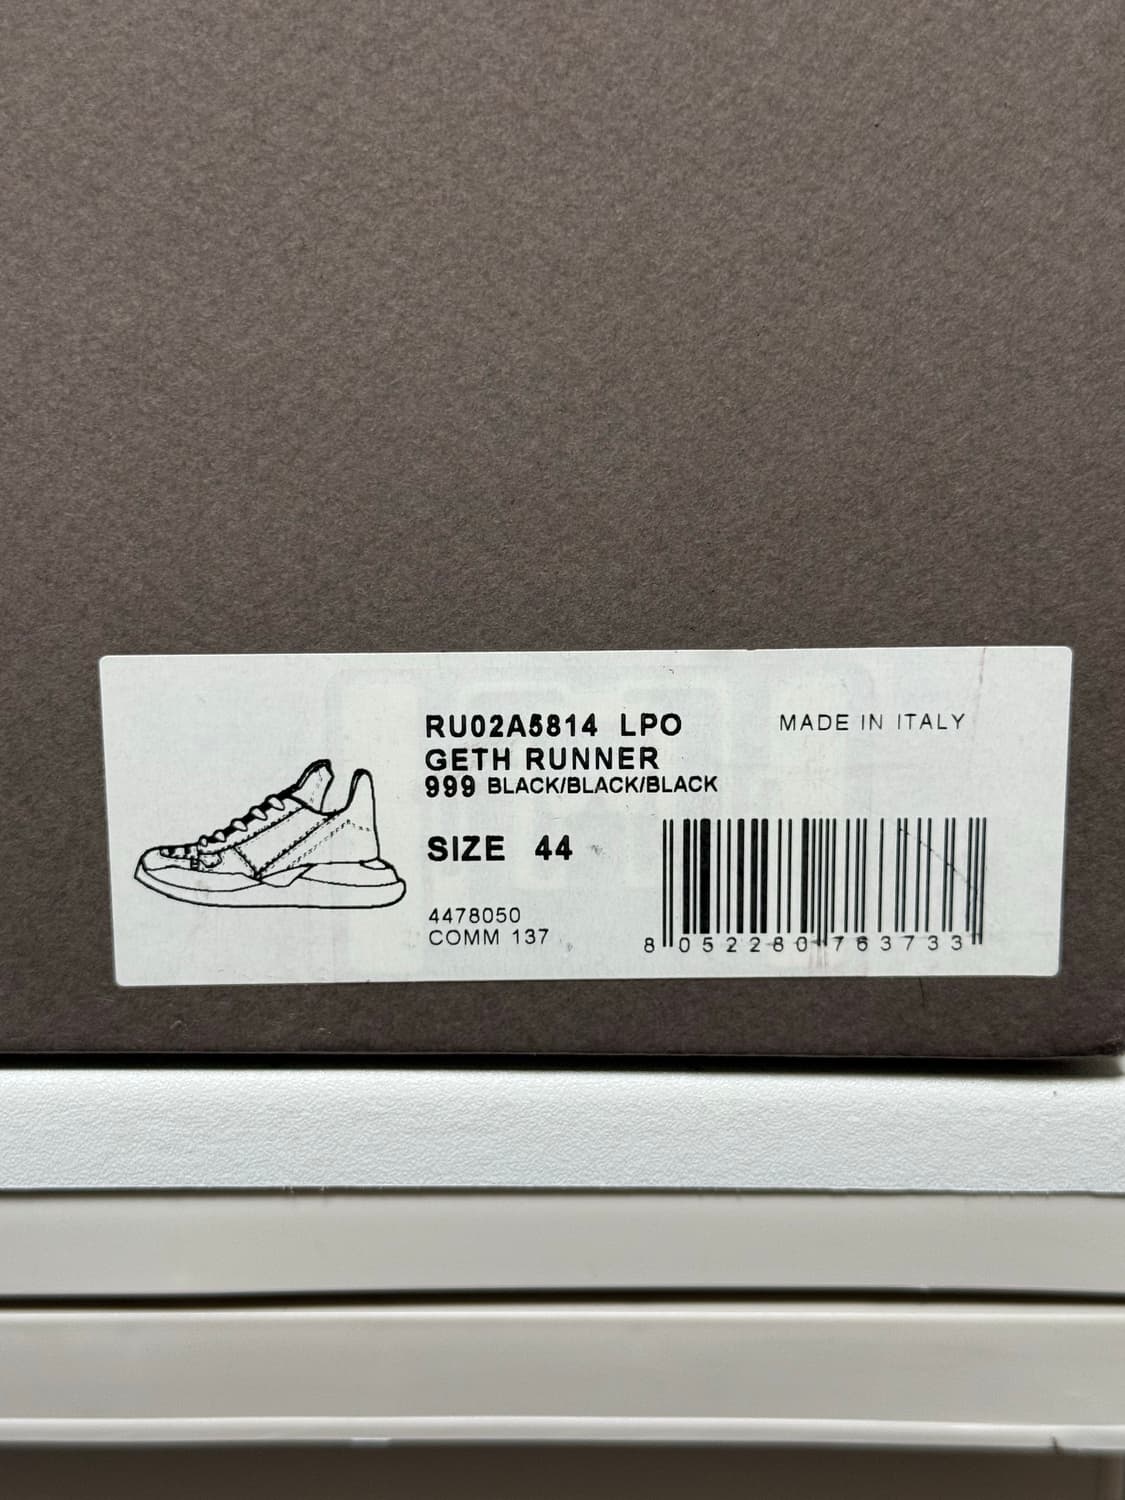 RU02A5814 LPO
MADE IN ITALY
GETH RUNNER
999 BLACK/BLACK/BLACK
SIZE 44
4478050
COMM 137
8 052280 763733